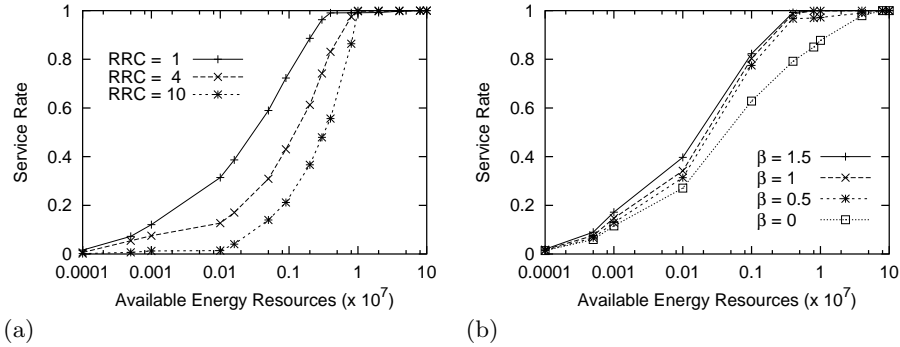 1
0.8
0.6
0.4
0.2
0
Service Rate
RRC = 1
RRC = 4
RRC = 10
0.0001 0.001 0.01 0.1 1 10
Available Energy Resources (x 10^7)
(a)
1
0.8
0.6
0.4
0.2
0
Service Rate
β = 1.5
β = 1
β = 0.5
β = 0
0.0001 0.001 0.01 0.1 1 10
Available Energy Resources (x 10^7)
(b)